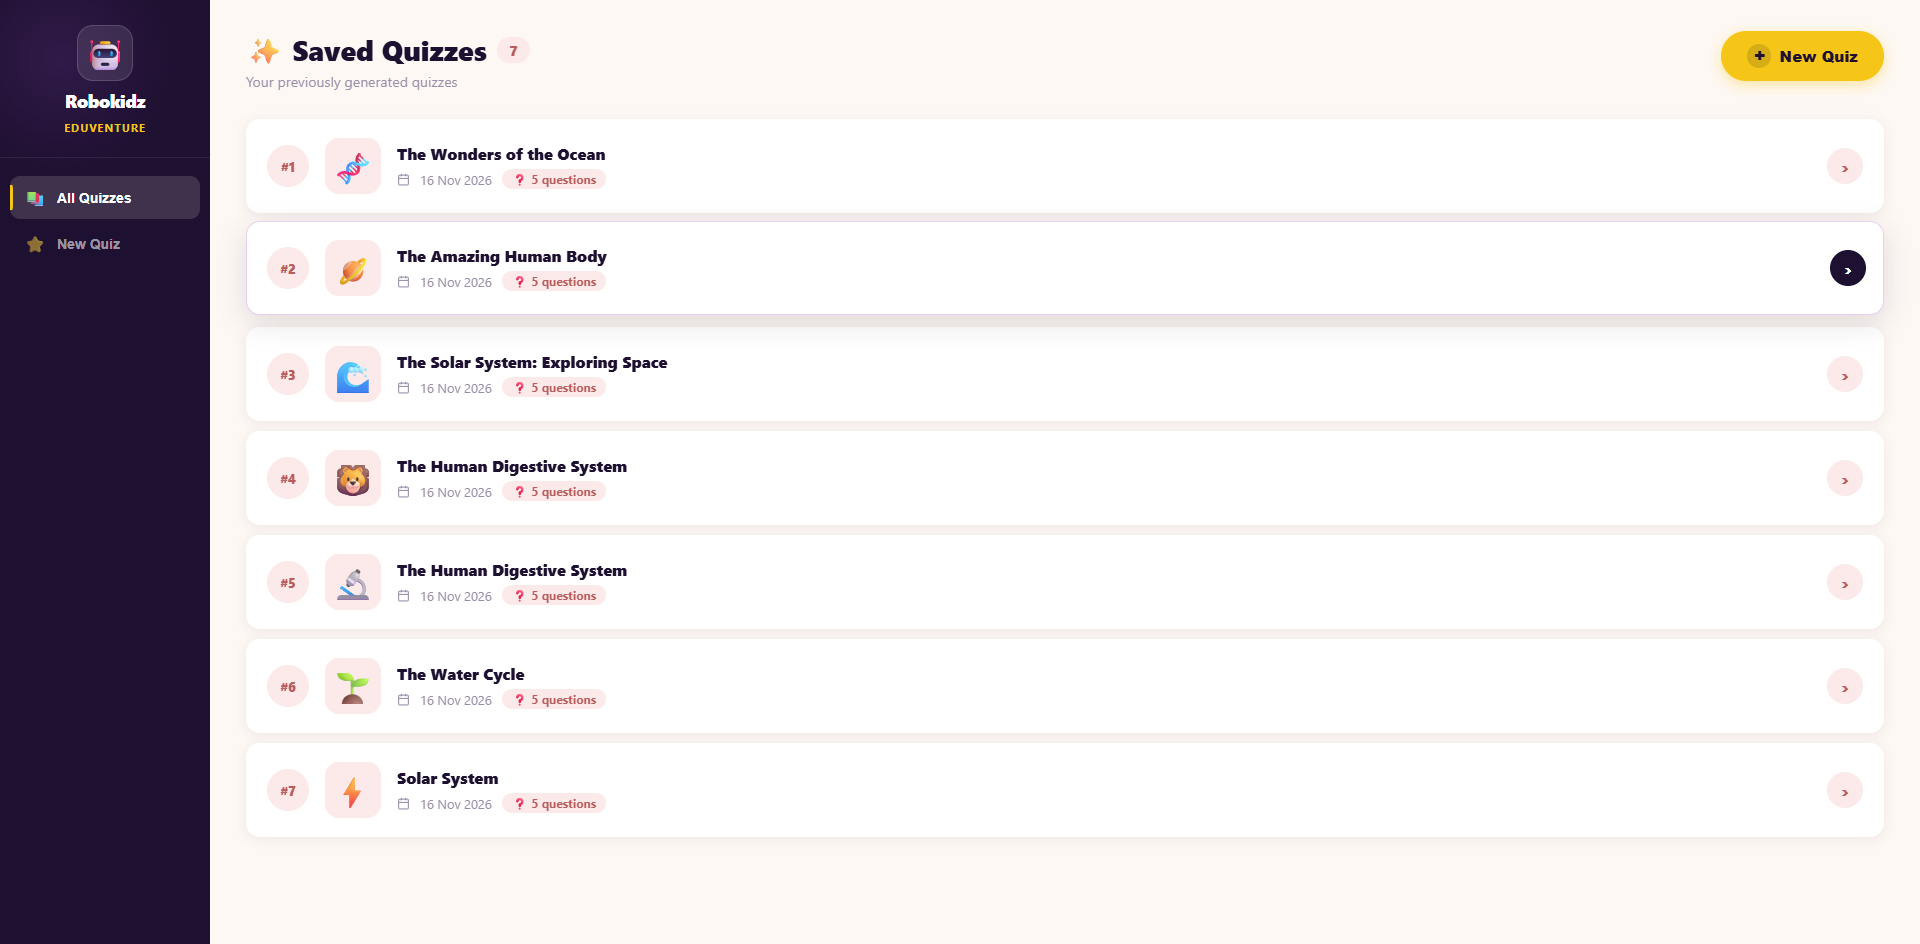 Robokidz
EDUVENTURE
All Quizzes
New Quiz
Saved Quizzes 7
Your previously generated quizzes
+ New Quiz
#1
The Wonders of the Ocean
16 Nov 2026 ❓ 5 questions
›
#2
The Amazing Human Body
16 Nov 2026 ❓ 5 questions
›
#3
The Solar System: Exploring Space
16 Nov 2026 ❓ 5 questions
›
#4
The Human Digestive System
16 Nov 2026 ❓ 5 questions
›
#5
The Human Digestive System
16 Nov 2026 ❓ 5 questions
›
#6
The Water Cycle
16 Nov 2026 ❓ 5 questions
›
#7
Solar System
16 Nov 2026 ❓ 5 questions
›